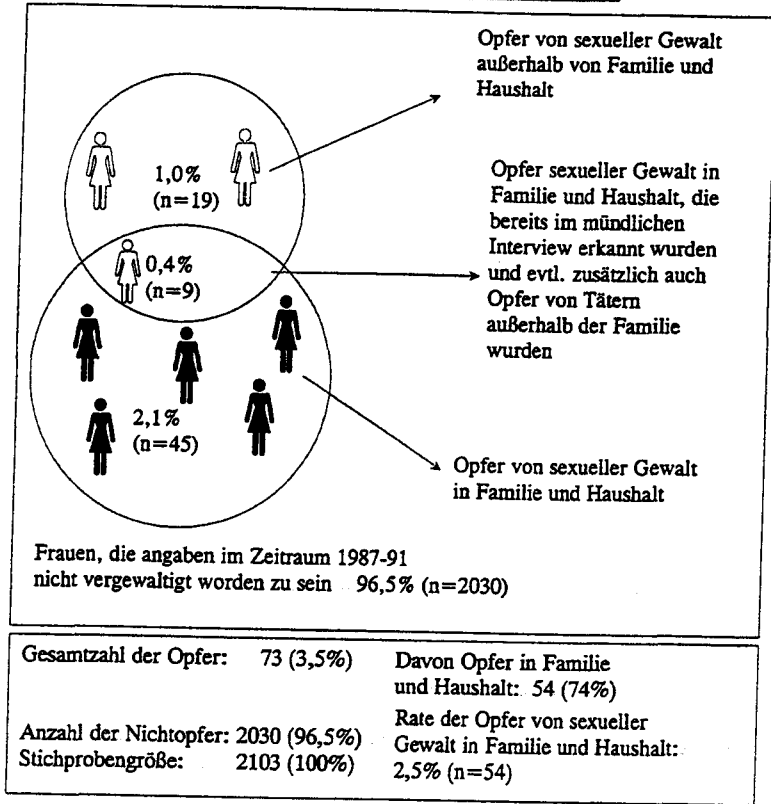 Opfer von sexueller Gewalt
außerhalb von Familie und
Haushalt
1,0%
(n=19)
Opfer sexueller Gewalt in
Familie und Haushalt, die
bereits im mündlichen
Interview erkannt wurden
und evtl. zusätzlich auch
Opfer von Tätern
außerhalb der Familie
wurden
0,4%
(n=9)
2,1%
(n=45)
Opfer von sexueller Gewalt
in Familie und Haushalt
Frauen, die angaben im Zeitraum 1987-91
nicht vergewaltigt worden zu sein 96,5% (n=2030)
Gesamtzahl der Opfer: 73 (3,5%)
Davon Opfer in Familie
und Haushalt: 54 (74%)
Anzahl der Nichtopfer: 2030 (96,5%)
Stichprobengröße: 2103 (100%)
Rate der Opfer von sexueller
Gewalt in Familie und Haushalt:
2,5% (n=54)